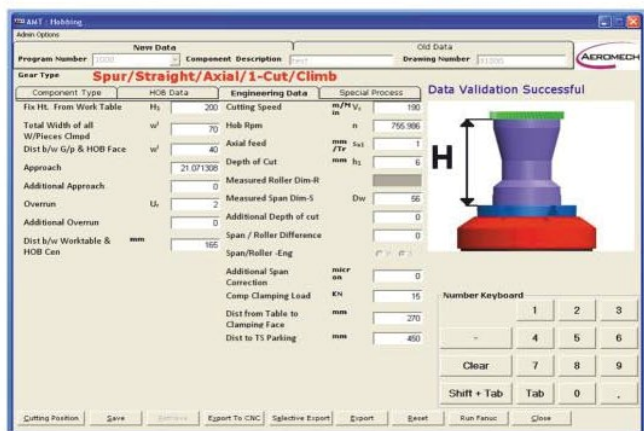 AMT : Hobbing
Admin Options
New Data Old Data
Program Number 2000 Component Description test Drawing Number
AEROMECH
Gear Type Spur/Straight/Axial/1-Cut/Climb
Component Type HOB Data Engineering Data Special Process
Data Validation Successful
Fix Ht. From Work Table H₅ 200
Total Width of all W/Pieces Clmpd w' 70
Dist b/w G/p & HOB Face w' 40
Approach 21.071308
Additional Approach 0
Overrun Uᵣ 2
Additional Overrun 0
Dist b/w Worktable & HOB Cen mm 165
Cutting Speed m/Min V꜀ 190
Hob Rpm n 755.986
Axial feed mm/Tr 1
Depth of Cut mm h₁ 6
Measured Roller Dim-R
Measured Span Dim-S Dw 56
Additional Depth of cut 0
Span / Roller Difference 0
Span/Roller -Eng
Additional Span Correction micron 0
Comp Clamping Load KN 15
Dist from Table to Clamping Face mm 270
Dist to TS Parking mm 450
H
Number Keyboard
1 2 3
- 4 5 6
Clear 7 8 9
Shift + Tab Tab 0 .
Cutting Position Save Retrieve Export To CNC Selective Export Export Reset Run Fanuc Close